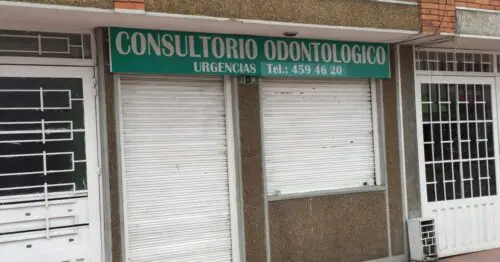 CONSULTORIO ODONTOLOGICO
URGENCIAS Tel.: 459 46 20